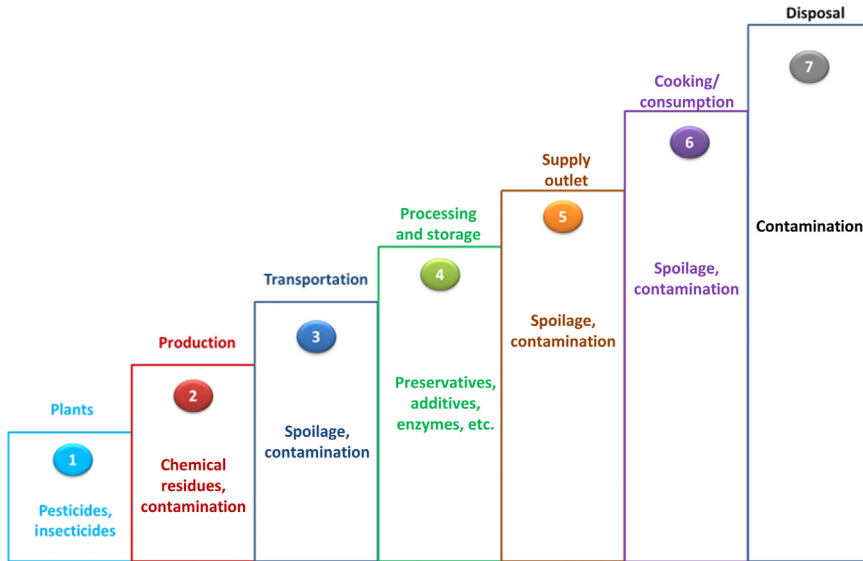 Plants
1
Pesticides,
insecticides
Production
2
Chemical
residues,
contamination
Transportation
3
Spoilage,
contamination
Processing
and storage
4
Preservatives,
additives,
enzymes, etc.
Supply
outlet
5
Spoilage,
contamination
Cooking/
consumption
6
Spoilage,
contamination
Disposal
7
Contamination